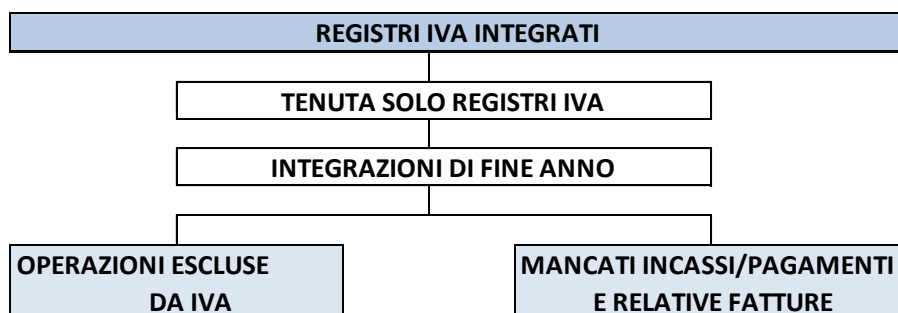 REGISTRI IVA INTEGRATI
TENUTA SOLO REGISTRI IVA
INTEGRAZIONI DI FINE ANNO
OPERAZIONI ESCLUSE
DA IVA
MANCATI INCASSI/PAGAMENTI
E RELATIVE FATTURE